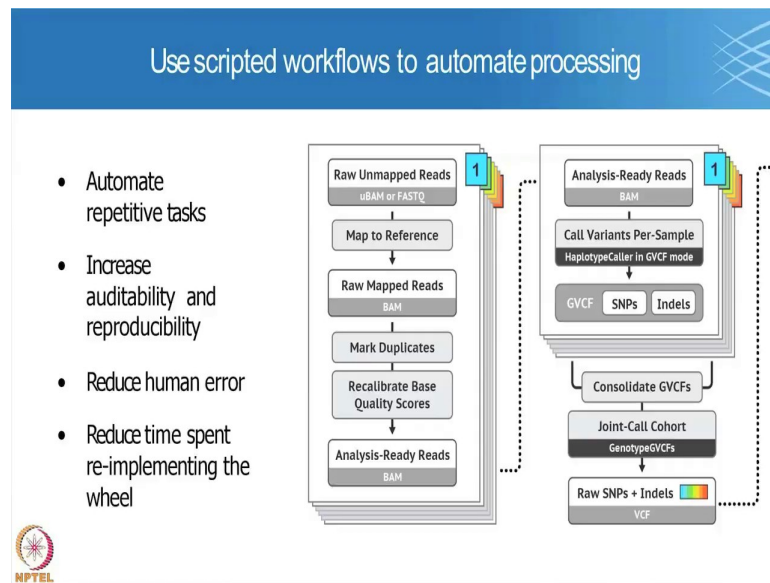 Use scripted workflows to automate processing
• Automate
repetitive tasks
• Increase
auditability and
reproducibility
• Reduce human error
• Reduce time spent
re-implementing the
wheel
1
Raw Unmapped Reads
uBAM or FASTQ
Map to Reference
Raw Mapped Reads
BAM
Mark Duplicates
Recalibrate Base
Quality Scores
Analysis-Ready Reads
BAM
1
Analysis-Ready Reads
BAM
Call Variants Per-Sample
HaplotypeCaller in GVCF mode
GVCF SNPs Indels
Consolidate GVCFs
Joint-Call Cohort
GenotypeGVCFs
Raw SNPs + Indels
VCF
NPTEL